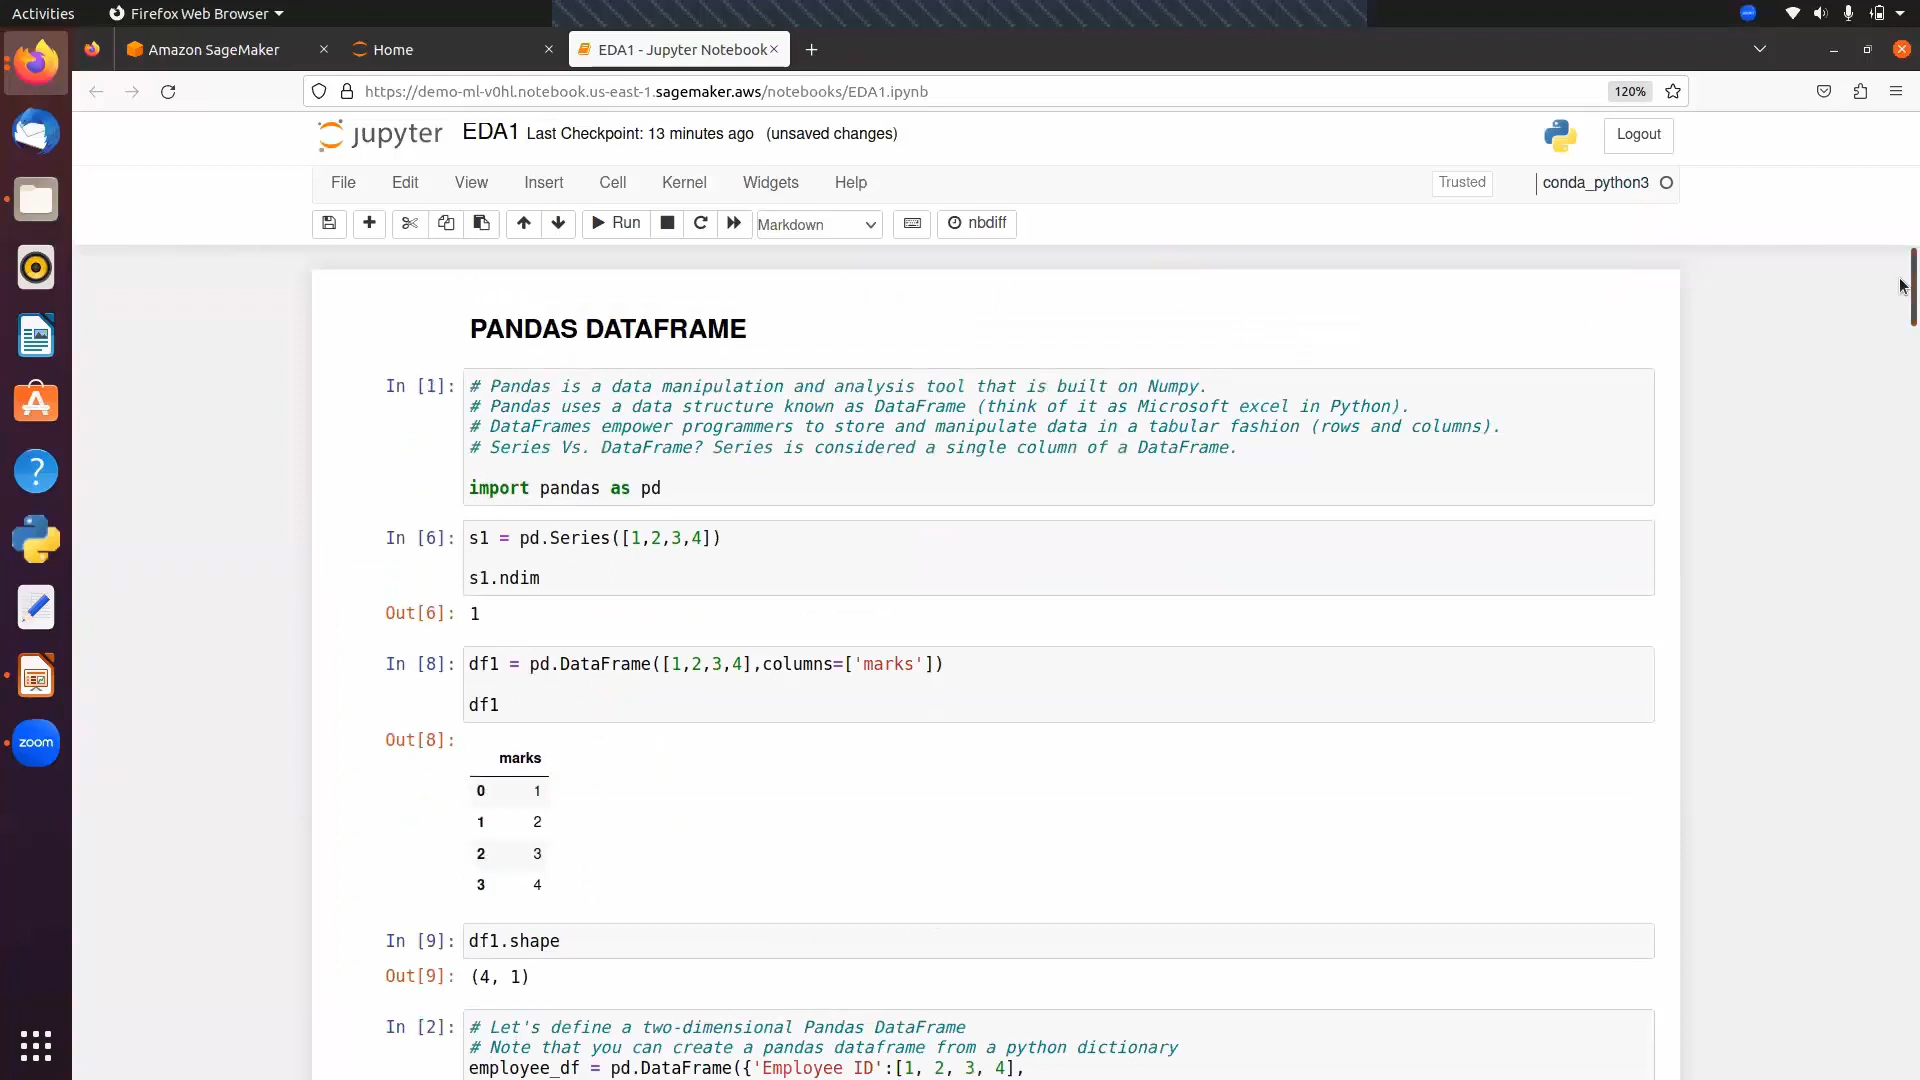 Activities
Firefox Web Browser
Amazon SageMaker
Home
EDA1 - Jupyter Notebook
https://demo-ml-v0hl.notebook.us-east-1.sagemaker.aws/notebooks/EDA1.ipynb
120%
jupyter
EDA1 Last Checkpoint: 13 minutes ago (unsaved changes)
Logout
File Edit View Insert Cell Kernel Widgets Help
Trusted
conda_python3
Run
Markdown
nbdiff
PANDAS DATAFRAME
In [1]: # Pandas is a data manipulation and analysis tool that is built on Numpy.
# Pandas uses a data structure known as DataFrame (think of it as Microsoft excel in Python).
# DataFrames empower programmers to store and manipulate data in a tabular fashion (rows and columns).
# Series Vs. DataFrame? Series is considered a single column of a DataFrame.
import pandas as pd
In [6]: s1 = pd.Series([1,2,3,4])
s1.ndim
Out[6]: 1
In [8]: df1 = pd.DataFrame([1,2,3,4],columns=['marks'])
df1
Out[8]:
marks
0 1
1 2
2 3
3 4
In [9]: df1.shape
Out[9]: (4, 1)
In [2]: # Let's define a two-dimensional Pandas DataFrame
# Note that you can create a pandas dataframe from a python dictionary
employee_df = pd.DataFrame({'Employee ID':[1, 2, 3, 4],
zoom